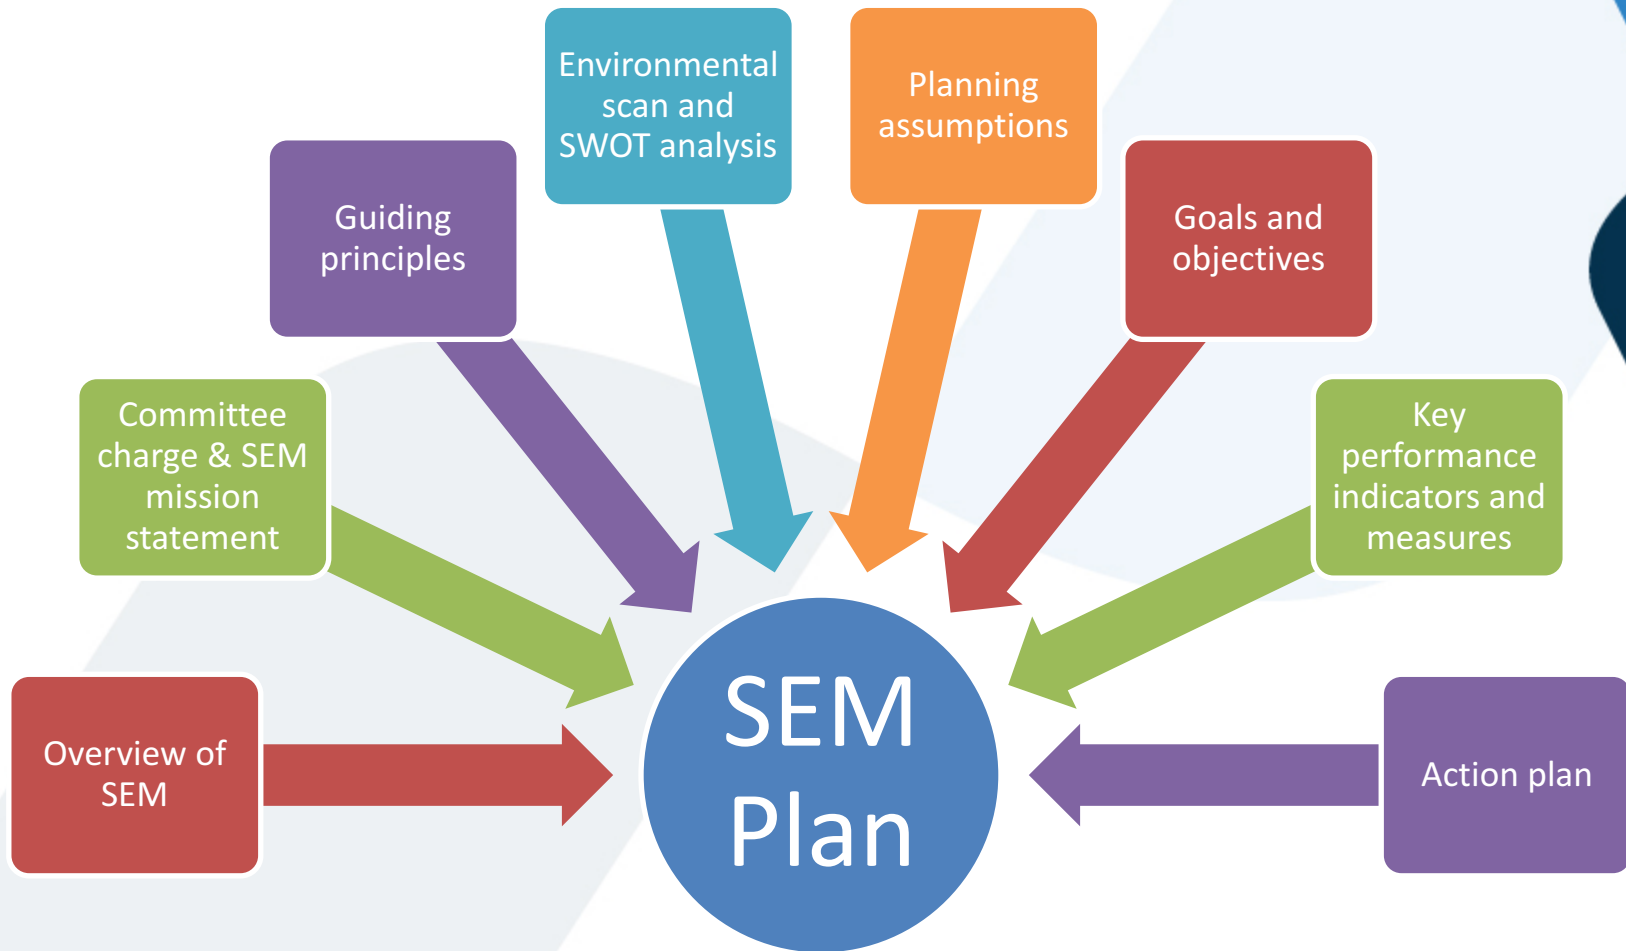 Overview of
SEM
Committee
charge & SEM
mission
statement
Guiding
principles
Environmental
scan and
SWOT analysis
Planning
assumptions
Goals and
objectives
Key
performance
indicators and
measures
Action plan
SEM
Plan